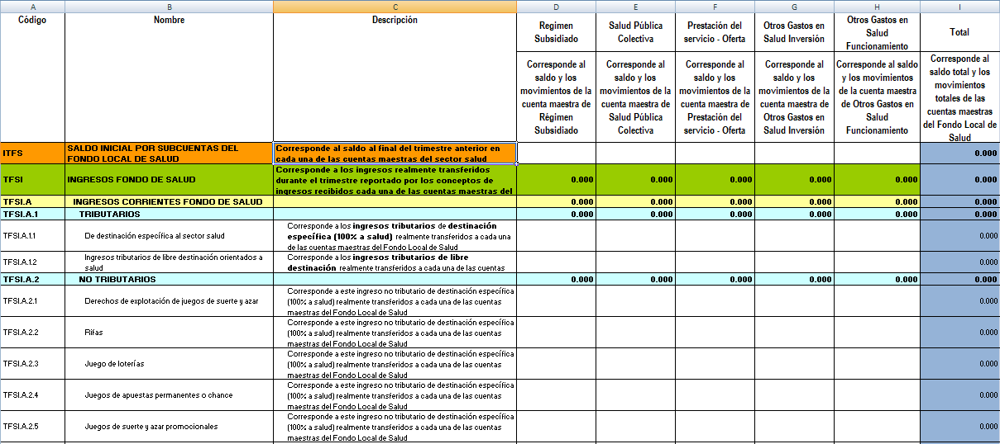 A B C D E F G H I
Código
Nombre
Descripción
Regimen
Subsidiado
Salud Pública
Colectiva
Prestación del
servicio - Oferta
Otros Gastos en
Salud Inversión
Otros Gastos en
Salud
Funcionamiento
Total
Corresponde al
saldo y los
movimientos de la
cuenta maestra de
Régimen
Subsidiado
Corresponde al
saldo y los
movimientos de la
cuenta maestra de
Salud Pública
Colectiva
Corresponde al
saldo y los
movimientos de la
cuenta maestra de
Prestación del
servicio - Oferta
Corresponde al
saldo y los
movimientos de la
cuenta maestra de
Otros Gastos en
Salud Inversión
Corresponde al saldo
y los movimientos
de la cuenta maestra
de Otros Gastos en
Salud
Funcionamiento
Corresponde al
saldo total y los
movimientos
totales de las
cuentas maestras
del Fondo Local de
Salud
ITFS
SALDO INICIAL POR SUBCUENTAS DEL
FONDO LOCAL DE SALUD
Corresponde al saldo al final del trimestre anterior en
cada una de las cuentas maestras del sector salud
0.000
TFSI
INGRESOS FONDO DE SALUD
Corresponde a los ingresos realmente transferidos
durante el trimestre reportado por los conceptos de
ingresos recibidos cada una de las cuentas maestras del
0.000 0.000 0.000 0.000 0.000 0.000
TFSI.A INGRESOS CORRIENTES FONDO DE SALUD 0.000 0.000 0.000 0.000 0.000 0.000
TFSI.A.1 TRIBUTARIOS 0.000 0.000 0.000 0.000 0.000 0.000
TFSI.A.1.1
De destinación específica al sector salud
Corresponde a los ingresos tributarios de destinación
específica (100% a salud) realmente transferidos a cada una
de las cuentas maestras del Fondo Local de Salud
0.000
TFSI.A.1.2
Ingresos tributarios de libre destinación orientados a
salud
Corresponde a los ingresos tributarios de libre
destinación realmente transferidos a cada una de las cuentas
0.000
TFSI.A.2 NO TRIBUTARIOS 0.000 0.000 0.000 0.000 0.000 0.000
TFSI.A.2.1
Derechos de explotación de juegos de suerte y azar
Corresponde a este ingreso no tributario de destinación específica
(100% a salud) realmente transferidos a cada una de las cuentas
maestras del Fondo Local de Salud
0.000
TFSI.A.2.2
Rifas
Corresponde a este ingreso no tributario de destinación específica
(100% a salud) realmente transferidos a cada una de las cuentas
maestras del Fondo Local de Salud
0.000
TFSI.A.2.3
Juego de loterías
Corresponde a este ingreso no tributario de destinación específica
(100% a salud) realmente transferidos a cada una de las cuentas
maestras del Fondo Local de Salud
0.000
TFSI.A.2.4
Juegos de apuestas permanentes o chance
Corresponde a este ingreso no tributario de destinación específica
(100% a salud) realmente transferidos a cada una de las cuentas
maestras del Fondo Local de Salud
0.000
TFSI.A.2.5
Juegos de suerte y azar promocionales
Corresponde a este ingreso no tributario de destinación específica
(100% a salud) realmente transferidos a cada una de las cuentas
maestras del Fondo Local de Salud
0.000